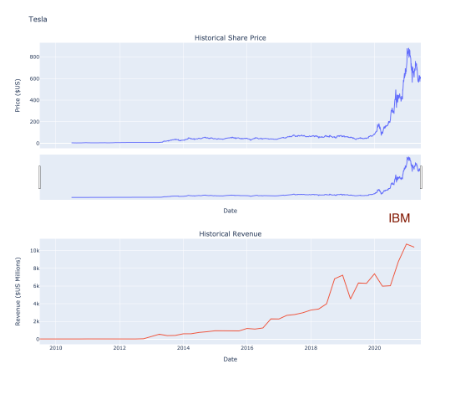 Tesla
Historical Share Price
800
600
400
200
0
Price ($US)
Date
IBM
Historical Revenue
10k
8k
6k
4k
2k
0
Revenue ($US Millions)
2010 2012 2014 2016 2018 2020
Date